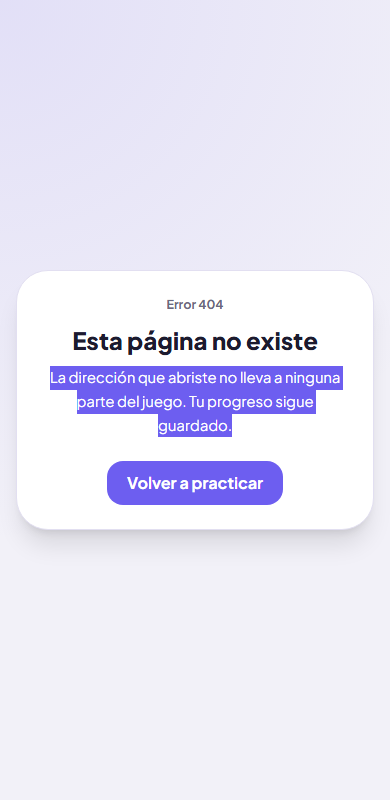 Error 404
Esta página no existe
La dirección que abriste no lleva a ninguna
parte del juego. Tu progreso sigue
guardado.
Volver a practicar